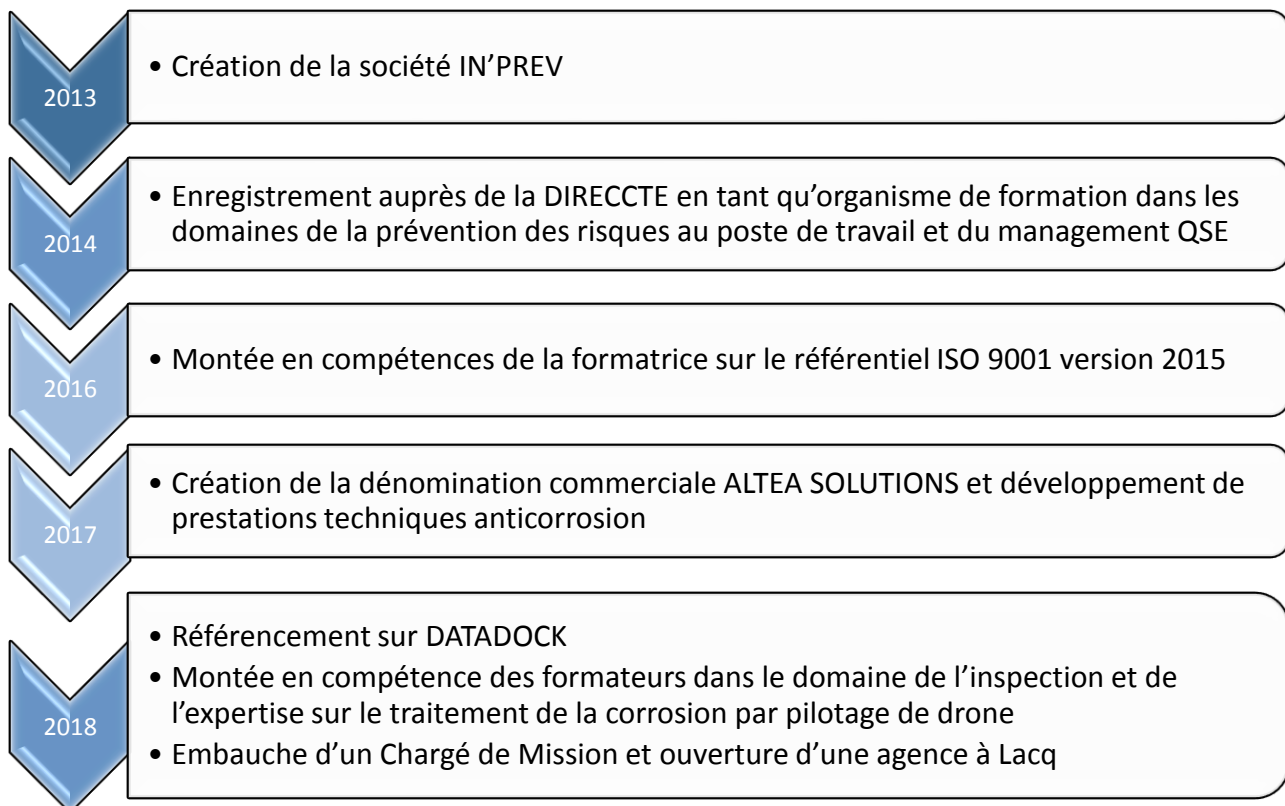 2013
• Création de la société IN’PREV
2014
• Enregistrement auprès de la DIRECCTE en tant qu’organisme de formation dans les
domaines de la prévention des risques au poste de travail et du management QSE
2016
• Montée en compétences de la formatrice sur le référentiel ISO 9001 version 2015
2017
• Création de la dénomination commerciale ALTEA SOLUTIONS et développement de
prestations techniques anticorrosion
2018
• Référencement sur DATADOCK
• Montée en compétence des formateurs dans le domaine de l’inspection et de
l’expertise sur le traitement de la corrosion par pilotage de drone
• Embauche d’un Chargé de Mission et ouverture d’une agence à Lacq